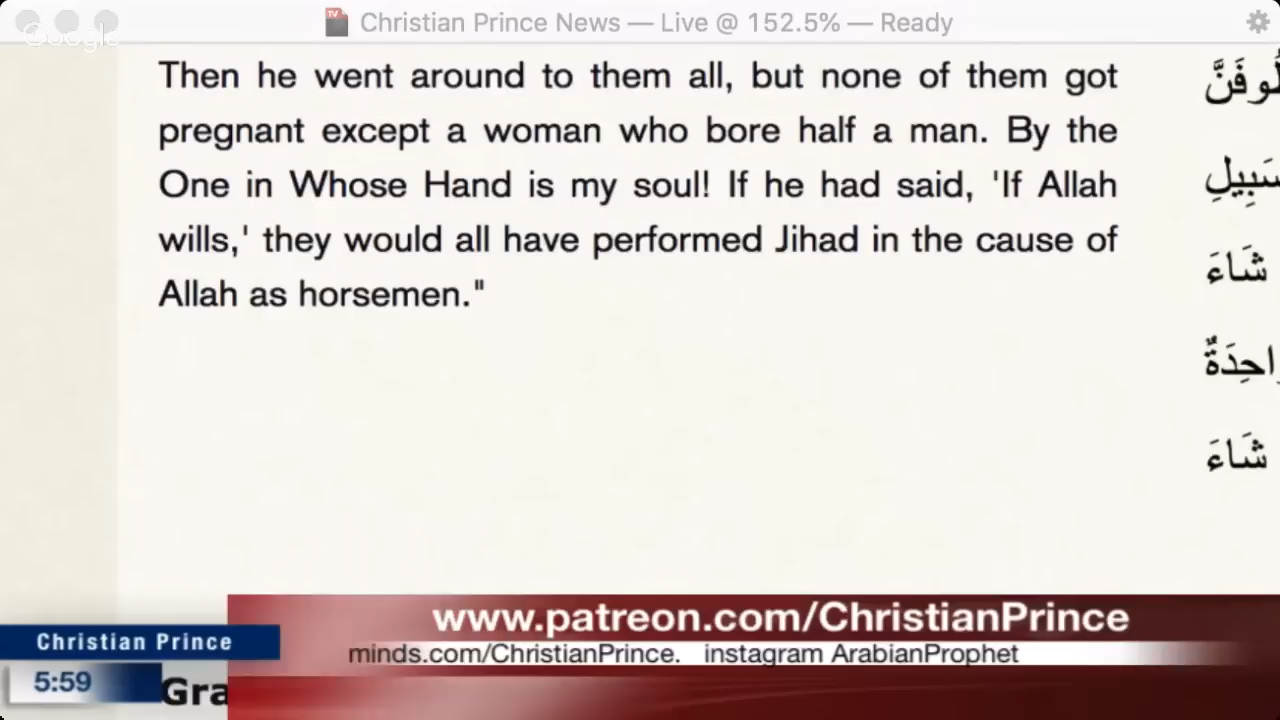 Christian Prince News — Live @ 152.5% — Ready
Google
Then he went around to them all, but none of them got
pregnant except a woman who bore half a man. By the
One in Whose Hand is my soul! If he had said, 'If Allah
wills,' they would all have performed Jihad in the cause of
Allah as horsemen."
سَبِيلِ
شَاءَ
شَاءَ
www.patreon.com/ChristianPrince
Christian Prince
minds.com/ChristianPrince. instagram ArabianProphet
5:59
Gra